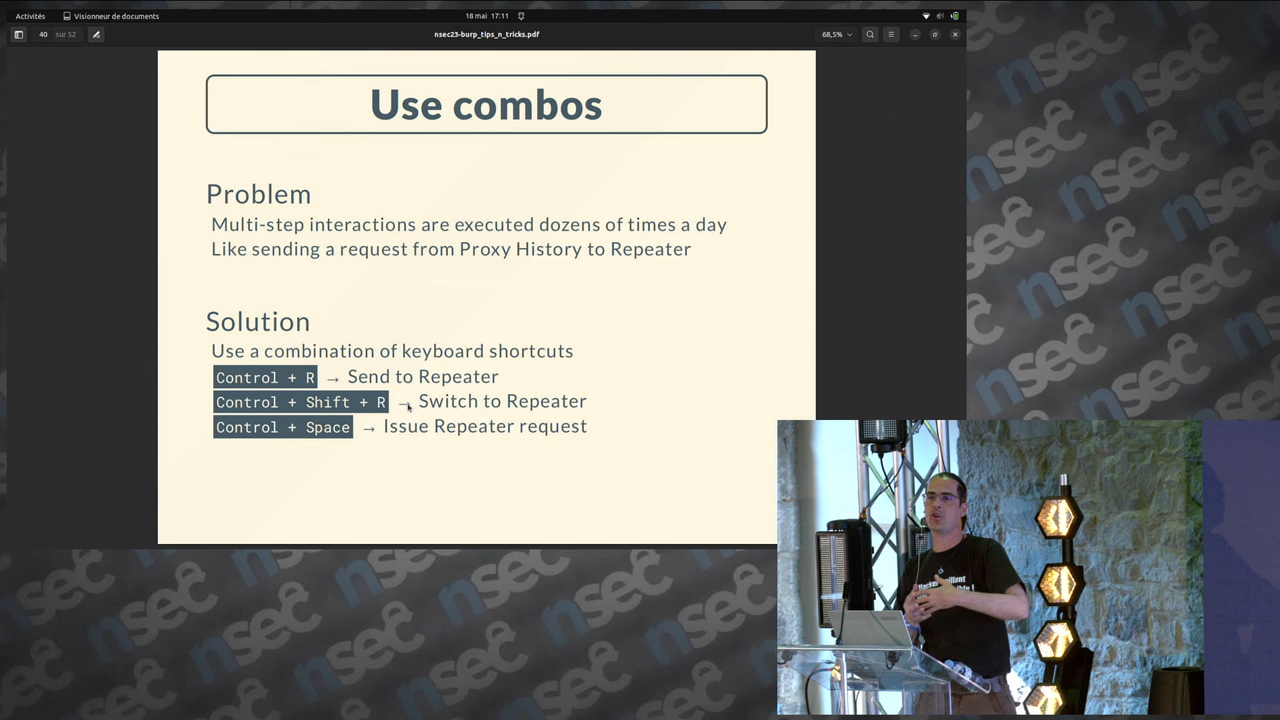 Activités
Visionneur de documents
18 mai 17:11
40 sur 52
nsec23-burp_tips_n_tricks.pdf
68,5%
Use combos
Problem
Multi-step interactions are executed dozens of times a day
Like sending a request from Proxy History to Repeater
Solution
Use a combination of keyboard shortcuts
Control + R → Send to Repeater
Control + Shift + R → Switch to Repeater
Control + Space → Issue Repeater request
nsec